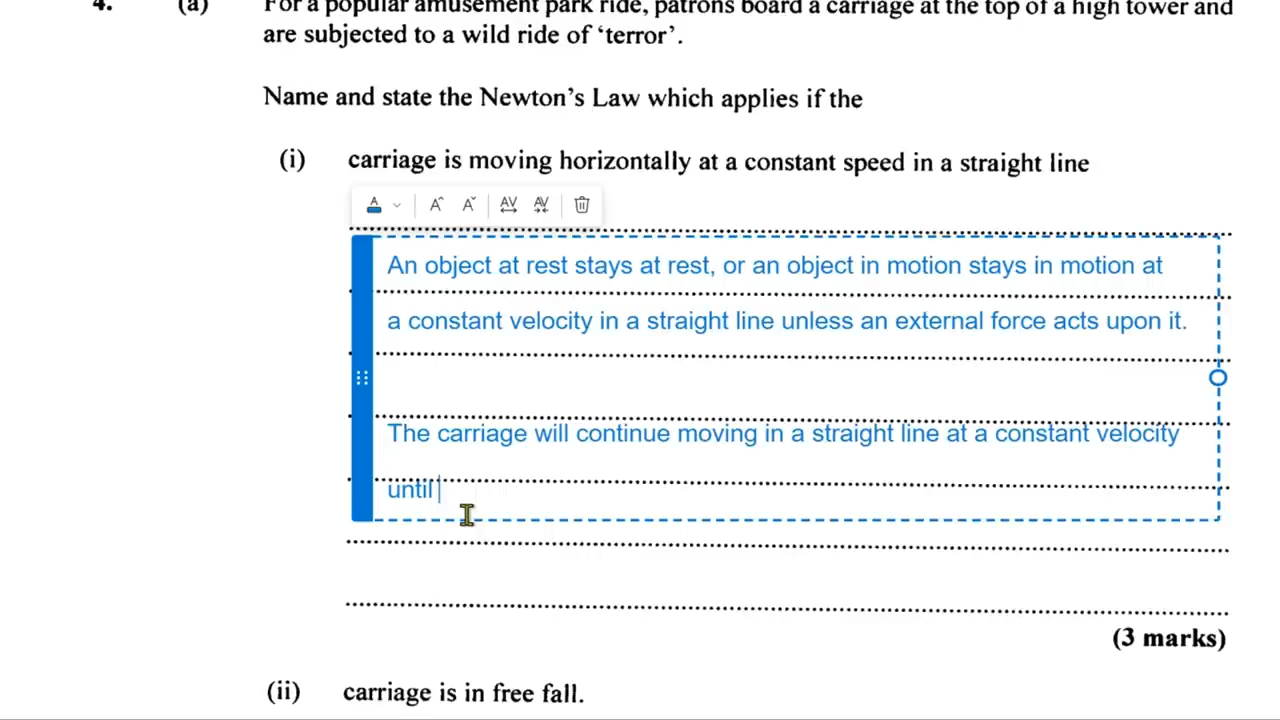 4. (a) For a popular amusement park ride, patrons board a carriage at the top of a high tower and
are subjected to a wild ride of ‘terror’.
Name and state the Newton’s Law which applies if the
(i) carriage is moving horizontally at a constant speed in a straight line
An object at rest stays at rest, or an object in motion stays in motion at
a constant velocity in a straight line unless an external force acts upon it.
The carriage will continue moving in a straight line at a constant velocity
until
(3 marks)
(ii) carriage is in free fall.